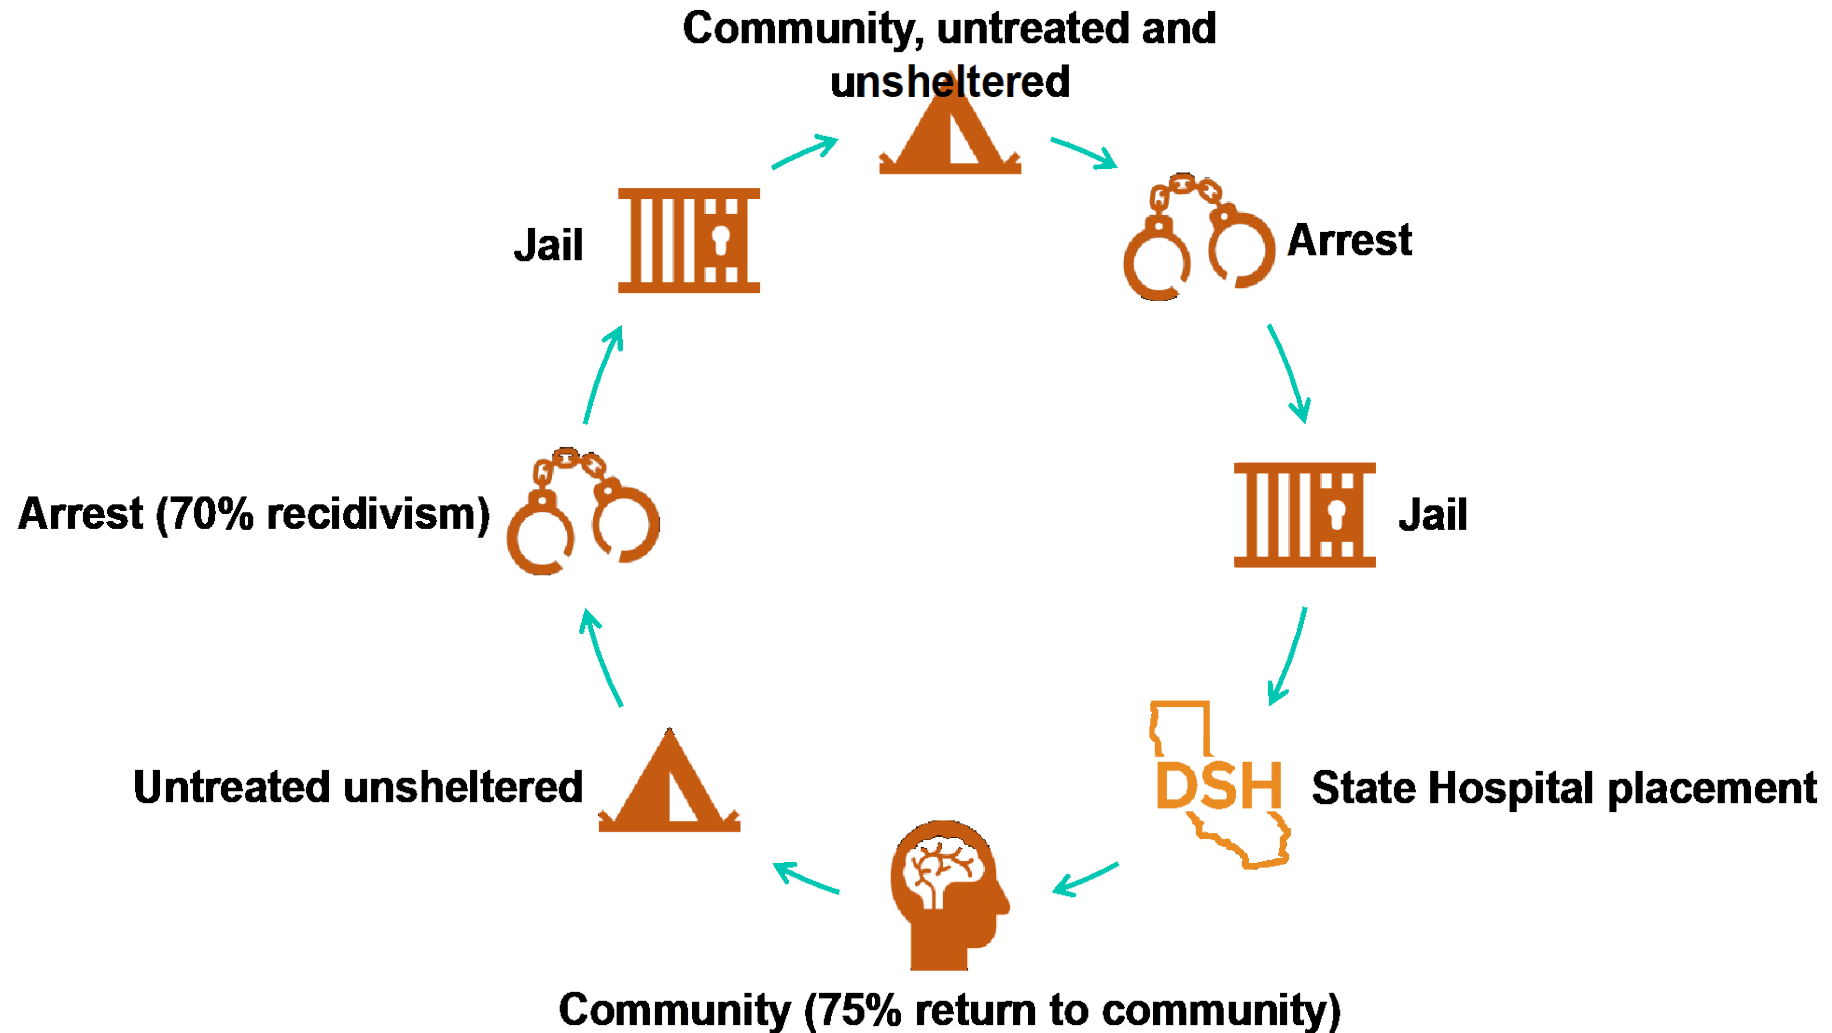 Community, untreated and
unsheltered
Arrest
Jail
DSH
State Hospital placement
Community (75% return to community)
Untreated unsheltered
Arrest (70% recidivism)
Jail